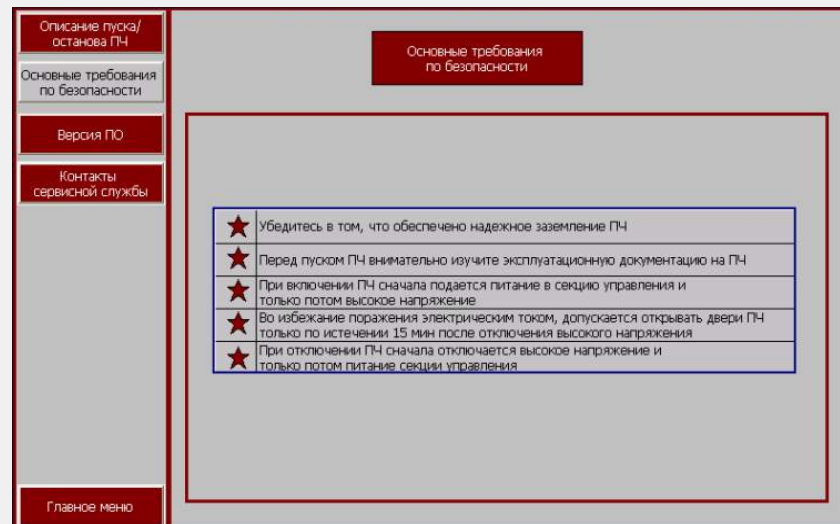 Описание пуска/
останова ПЧ
Основные требования
по безопасности
Версия ПО
Контакты
сервисной службы
Главное меню
Основные требования
по безопасности
Убедитесь в том, что обеспечено надежное заземление ПЧ
Перед пуском ПЧ внимательно изучите эксплуатационную документацию на ПЧ
При включении ПЧ сначала подается питание в секцию управления и
только потом высокое напряжение
Во избежание поражения электрическим током, допускается открывать двери ПЧ
только по истечении 15 мин после отключения высокого напряжения
При отключении ПЧ сначала отключается высокое напряжение и
только потом питание секции управления